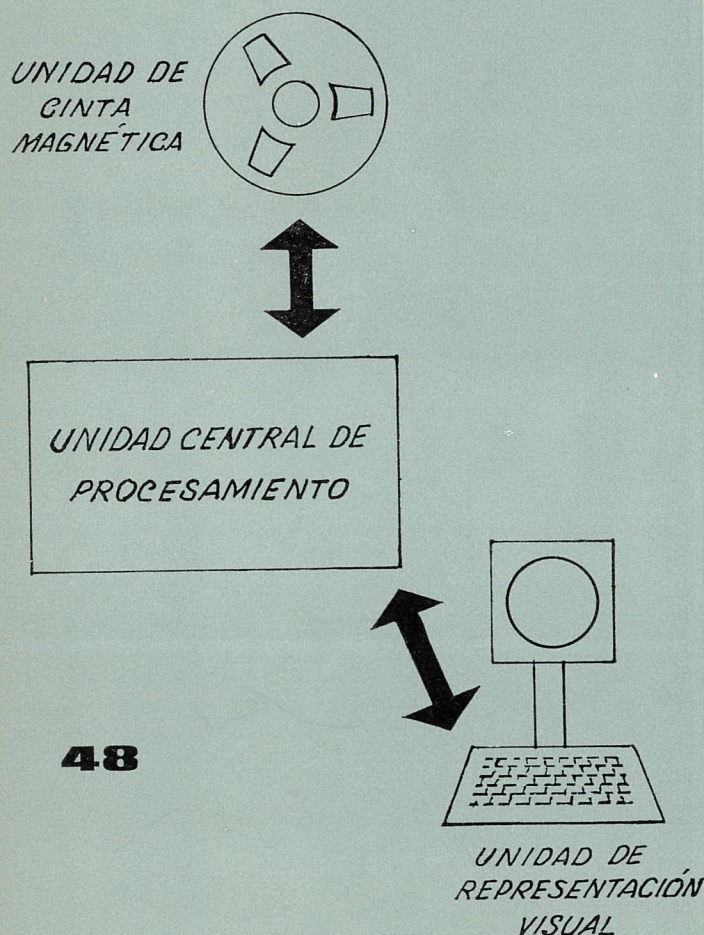 UNIDAD DE
CINTA
MAGNÉTICA
UNIDAD CENTRAL DE
PROCESAMIENTO
48
UNIDAD DE
REPRESENTACIÓN
VISUAL